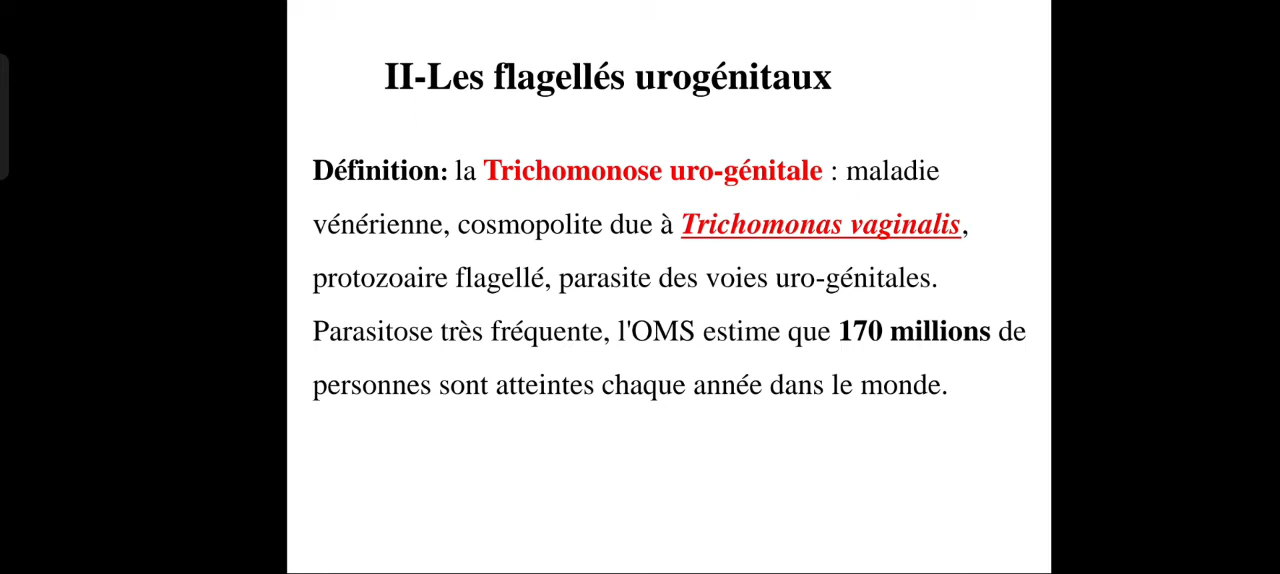 II-Les flagellés urogénitaux
Définition: la Trichomonose uro-génitale : maladie
vénérienne, cosmopolite due à Trichomonas vaginalis,
protozoaire flagellé, parasite des voies uro-génitales.
Parasitose très fréquente, l'OMS estime que 170 millions de
personnes sont atteintes chaque année dans le monde.